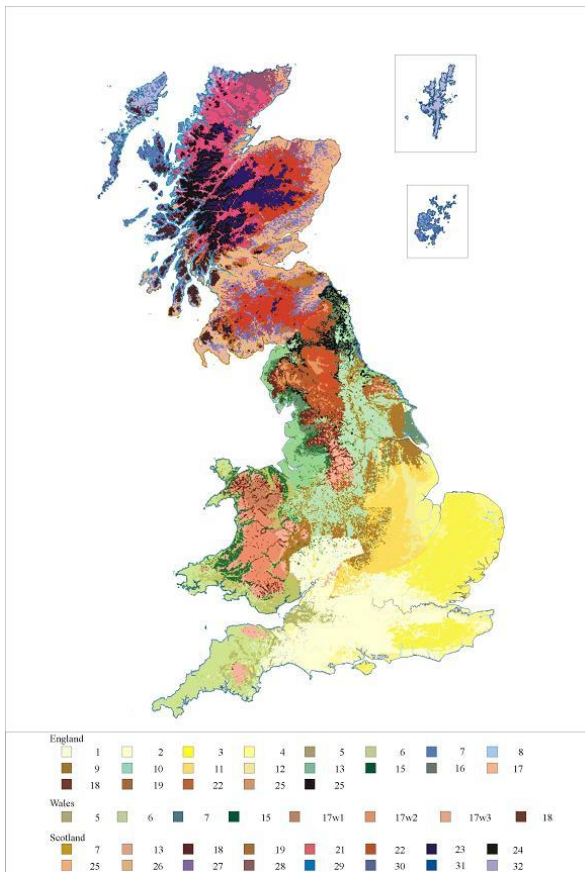 England
1 2 3 4 5 6 7 8
9 10 11 12 13 15 16 17
18 19 22 25 25
Wales
5 6 7 15 17w1 17w2 17w3 18
Scotland
7 13 18 19 21 22 23 24
25 26 27 28 29 30 31 32